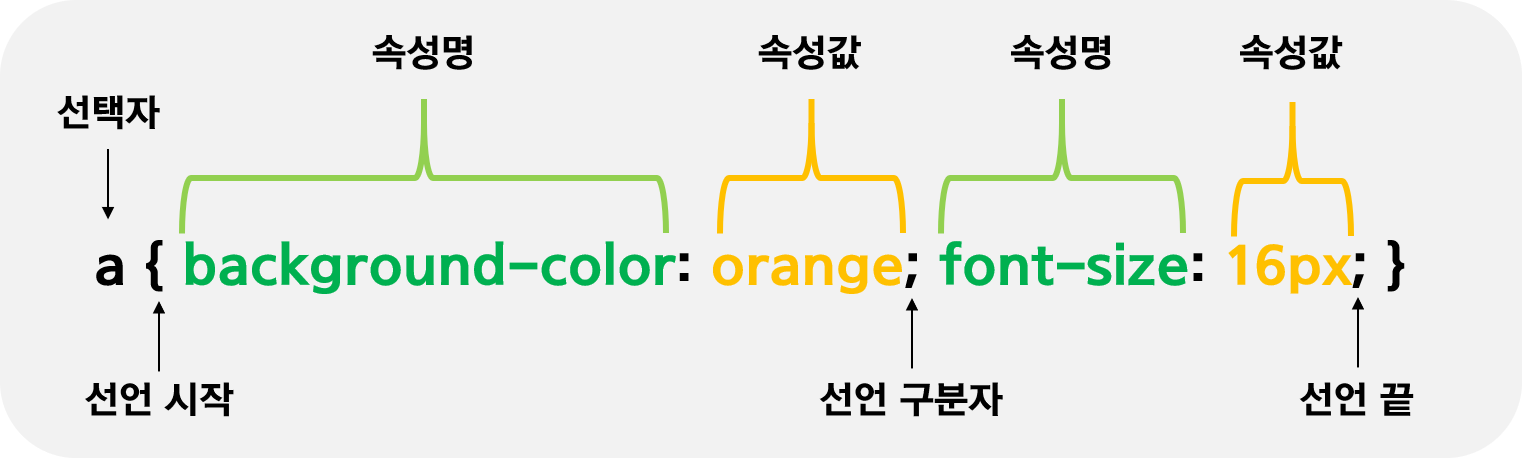 속성명 속성값 속성명 속성값
선택자
a { background-color: orange; font-size: 16px; }
선언 시작 선언 구분자 선언 끝